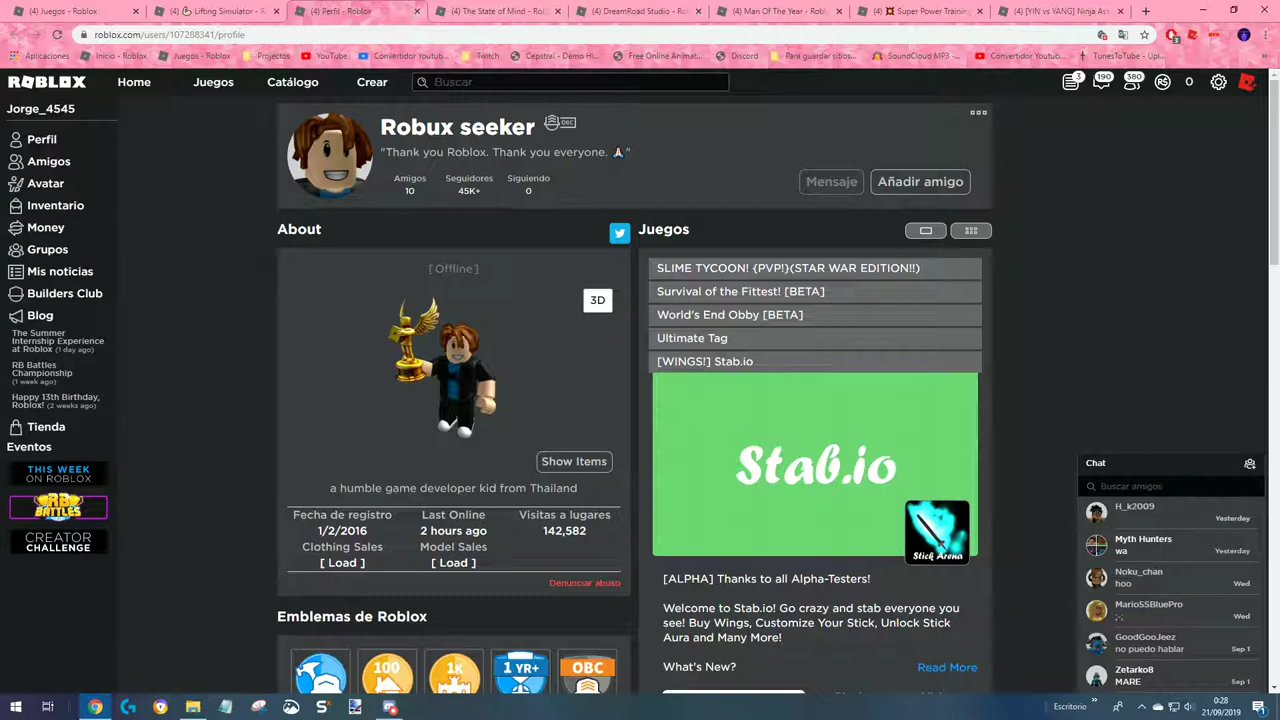 (4) Juegos - Roblox
(4) Lifting Simulator - R
(4) Perfil - Roblox
(4) The State of Mind - Rob
(4) DreamRoad Studio - Rob
(4) Man Of The Year - Roblox
(4) Super Power Training
(4) [YIN vs YANG] Ninja Ass
roblox.com/users/107288341/profile
Aplicaciones
Inicio - Roblox
Juegos - Roblox
Projectos
YouTube
Convertidor Youtub...
Twitch
Cepstral - Demo Hi...
Free Online Animat...
Discord
Para guardar sitios...
SoundCloud MP3 -...
Convertidor Youtub...
TunesToTube - Upl...
ROBLOX
Home
Juegos
Catálogo
Crear
Buscar
3
190
380
0
Jorge_4545
Perfil
Amigos
Avatar
Inventario
Money
Grupos
Mis noticias
Builders Club
Blog
The Summer
Internship Experience
at Roblox (1 day ago)
RB Battles
Championship
(1 week ago)
Happy 13th Birthday,
Roblox! (2 weeks ago)
Tienda
Eventos
THIS WEEK
ON ROBLOX
RB
BATTLES
CREATOR
CHALLENGE
Robux seeker
OBC
"Thank you Roblox. Thank you everyone. 🙏🏻"
Amigos
10
Seguidores
45K+
Siguiendo
0
Mensaje
Añadir amigo
About
[ Offline ]
3D
Show Items
a humble game developer kid from Thailand
Fecha de registro
1/2/2016
Last Online
2 hours ago
Visitas a lugares
142,582
Clothing Sales
[ Load ]
Model Sales
[ Load ]
Denunciar abuso
Emblemas de Roblox
100
1K
1 YR+
OBC
Juegos
SLIME TYCOON! {PVP!}(STAR WAR EDITION!!)
Survival of the Fittest! [BETA]
World's End Obby [BETA]
Ultimate Tag
[WINGS!] Stab.io
Stab.io
Stick Arena
[ALPHA] Thanks to all Alpha-Testers!
Welcome to Stab.io! Go crazy and stab everyone you
see! Buy Wings, Customize Your Stick, Unlock Stick
Aura and Many More!
What's New?
Read More
Chat
Buscar amigos
H_k2009
Yesterday
Myth Hunters
wa
Yesterday
Noku_chan
hoo
Wed
Mario5SBluePro
;-;
Wed
GoodGooJeez
no puedo hablar
Sep 1
Zetarko8
MARE
Sep 1
Escritorio
0:28
21/09/2019
1